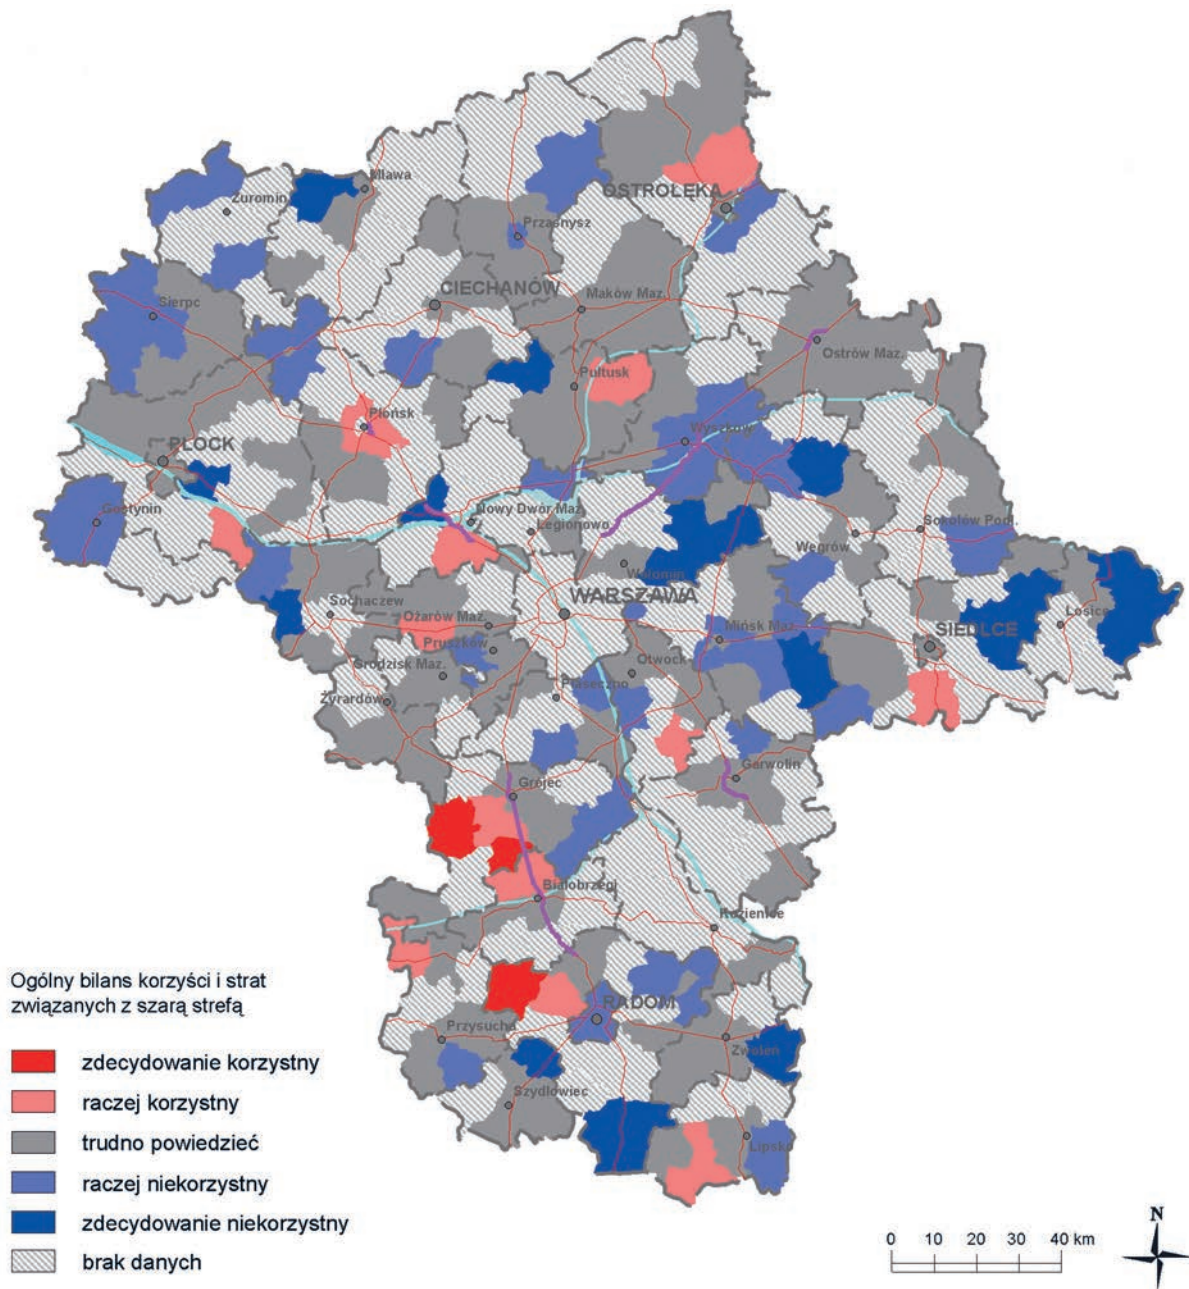 Mława
Żuromin
OSTROŁĘKA
Przasnysz
CIECHANÓW
Maków Maz.
Sierpc
Ostrów Maz.
Pułtusk
Płońsk
Wyszków
PŁOCK
Gostynin
Nowy Dwór Maz.
Legionowo
Sokołów Podl.
Węgrów
Wołomin
WARSZAWA
Sochaczew
Ożarów Maz.
Mińsk Maz.
Łosice
SIEDLCE
Pruszków
Grodzisk Maz.
Otwock
Piaseczno
Żyrardów
Garwolin
Grójec
Białobrzegi
Kozienice
RADOM
Przysucha
Zwoleń
Szydłowiec
Lipsko
Ogólny bilans korzyści i strat
związanych z szarą strefą
zdecydowanie korzystny
raczej korzystny
trudno powiedzieć
raczej niekorzystny
zdecydowanie niekorzystny
brak danych
0 10 20 30 40 km
N